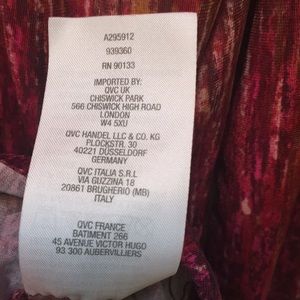 A295912
939360
RN 90133
IMPORTED BY:
QVC UK
CHISWICK PARK
566 CHISWICK HIGH ROAD
LONDON
W4 5XU
QVC HANDEL LLC & CO. KG
PLOCKSTR. 30
40221 DÜSSELDORF
GERMANY
QVC ITALIA S.R.L
VIA GUZZINA 18
20861 BRUGHERIO (MB)
ITALY
QVC FRANCE
BATIMENT 266
45 AVENUE VICTOR HUGO
93 300 AUBERVILLIERS